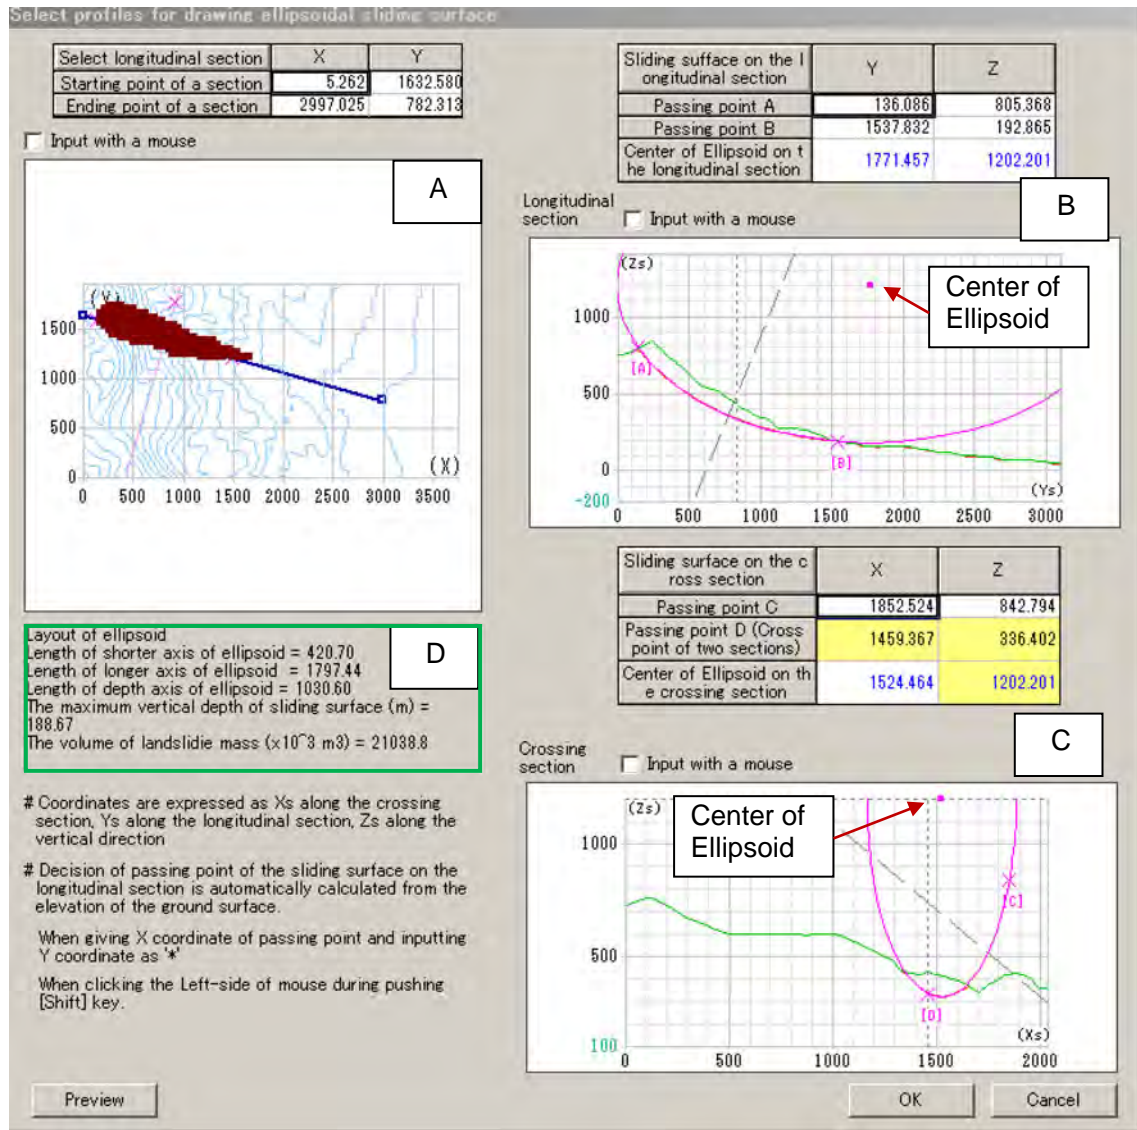 Select profiles for drawing ellipsoidal sliding surface
Select longitudinal section X Y
Starting point of a section 5.262 1632.580
Ending point of a section 2997.025 782.313
Input with a mouse
A
(Y)
1500
1000
500
0
(X)
0 500 1000 1500 2000 2500 3000 3500
Layout of ellipsoid
Length of shorter axis of ellipsoid = 420.70
Length of longer axis of ellipsoid = 1797.44
Length of depth axis of ellipsoid = 1030.60
The maximum vertical depth of sliding surface (m) =
188.67
The volume of landslidie mass (x10^3 m3) = 21038.8
D
# Coordinates are expressed as Xs along the crossing
section, Ys along the longitudinal section, Zs along the
vertical direction
# Decision of passing point of the sliding surface on the
longitudinal section is automatically calculated from the
elevation of the ground surface.
When giving X coordinate of passing point and inputting
Y coordinate as '*'
When clicking the Left-side of mouse during pushing
[Shift] key.
Preview
Sliding sufface on the l
ongitudinal section Y Z
Passing point A 136.086 805.368
Passing point B 1537.832 192.865
Center of Ellipsoid on t
he longitudinal section 1771.457 1202.201
Longitudinal
section
Input with a mouse
B
(Zs)
Center of
Ellipsoid
1000
[A]
500
[B]
0
-200
(Ys)
0 500 1000 1500 2000 2500 3000
Sliding surface on the c
ross section X Z
Passing point C 1852.524 842.794
Passing point D (Cross
point of two sections) 1459.367 336.402
Center of Ellipsoid on th
e crossing section 1524.464 1202.201
Crossing
section
Input with a mouse
C
(Zs)
Center of
Ellipsoid
1000
[C]
500
[D]
(Xs)
100
0 500 1000 1500 2000
OK
Cancel